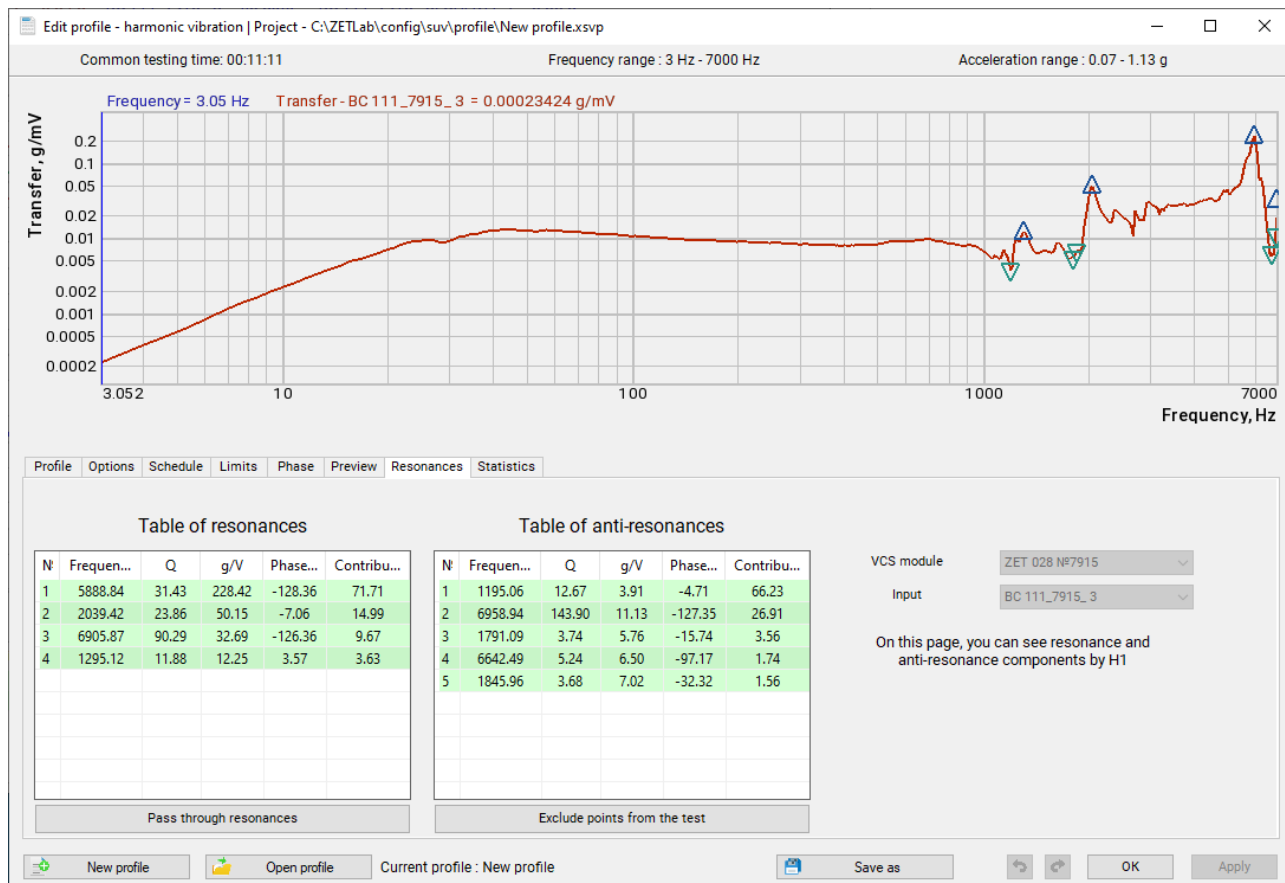 Edit profile - harmonic vibration | Project - C:\ZETLab\config\suv\profile\New profile.xsvp
Common testing time: 00:11:11 Frequency range : 3 Hz - 7000 Hz Acceleration range : 0.07 - 1.13 g
Frequency = 3.05 Hz Transfer - BC 111_7915_ 3 = 0.00023424 g/mV
Transfer, g/mV
0.2
0.1
0.05
0.02
0.01
0.005
0.002
0.001
0.0005
0.0002
3.052 10 100 1000 7000
Frequency, Hz
Profile Options Schedule Limits Phase Preview Resonances Statistics
Table of resonances
N Frequen... Q g/V Phase... Contribu...
1 5888.84 31.43 228.42 -128.36 71.71
2 2039.42 23.86 50.15 -7.06 14.99
3 6905.87 90.29 32.69 -126.36 9.67
4 1295.12 11.88 12.25 3.57 3.63
Pass through resonances
Table of anti-resonances
N Frequen... Q g/V Phase... Contribu...
1 1195.06 12.67 3.91 -4.71 66.23
2 6958.94 143.90 11.13 -127.35 26.91
3 1791.09 3.74 5.76 -15.74 3.56
4 6642.49 5.24 6.50 -97.17 1.74
5 1845.96 3.68 7.02 -32.32 1.56
Exclude points from the test
VCS module ZET 028 №7915
Input BC 111_7915_ 3
On this page, you can see resonance and
anti-resonance components by H1
New profile Open profile Current profile : New profile Save as OK Apply